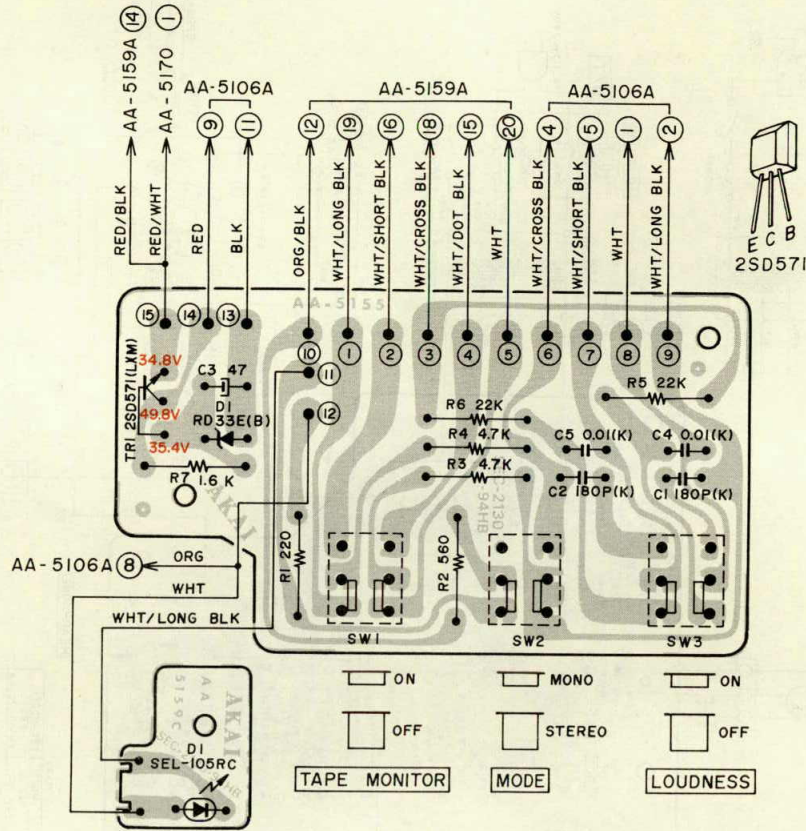 AA-5159A ⑭
AA-5170 ①
AA-5106A
AA-5159A
AA-5106A
⑨ ⑪ ⑫ ⑲ ⑯ ⑱ ⑮ ⑳ ④ ⑤ ① ②
RED/BLK
RED/WHT
RED
BLK
ORG/BLK
WHT/LONG BLK
WHT/SHORT BLK
WHT/CROSS BLK
WHT/DOT BLK
WHT
WHT/CROSS BLK
WHT/SHORT BLK
WHT
WHT/LONG BLK
E C B
2SD571
AA-5155
⑮ ⑭ ⑬ ⑩ ① ② ③ ④ ⑤ ⑥ ⑦ ⑧ ⑨
⑪
⑫
TR1 2SD571(LXM)
34.8V
49.8V
35.4V
C3 47
D1
RD33E(B)
R7 1.6K
AKAI
R5 22K
R6 22K
R4 4.7K
R3 4.7K
C5 0.01(K)
C4 0.01(K)
C2 180P(K)
C1 180P(K)
-2130
94HB
R1 220
R2 560
SW1
SW2
SW3
AA-5106A ⑧
ORG
WHT
WHT/LONG BLK
ON
MONO
ON
OFF
STEREO
OFF
TAPE MONITOR
MODE
LOUDNESS
AKAI
AA
5159C
D1
SEL-105RC